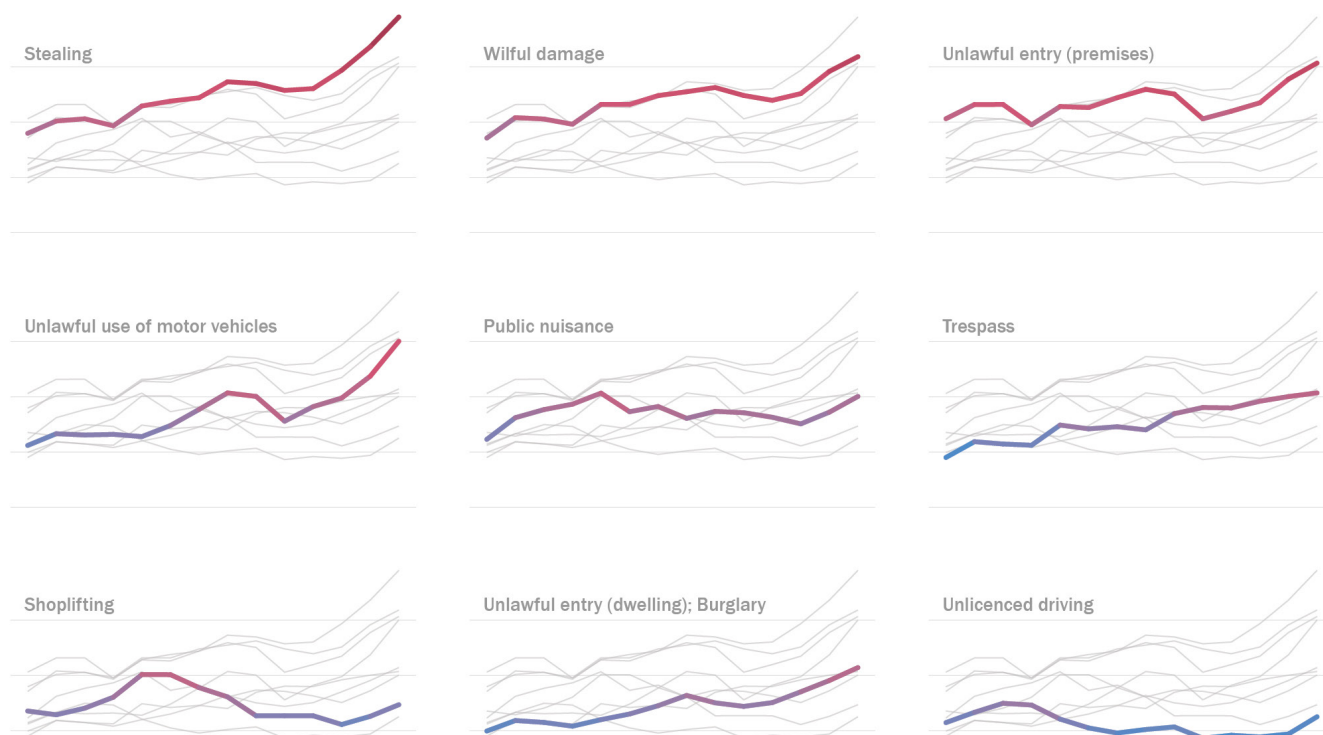 Stealing
Wilful damage
Unlawful entry (premises)
Unlawful use of motor vehicles
Public nuisance
Trespass
Shoplifting
Unlawful entry (dwelling); Burglary
Unlicenced driving